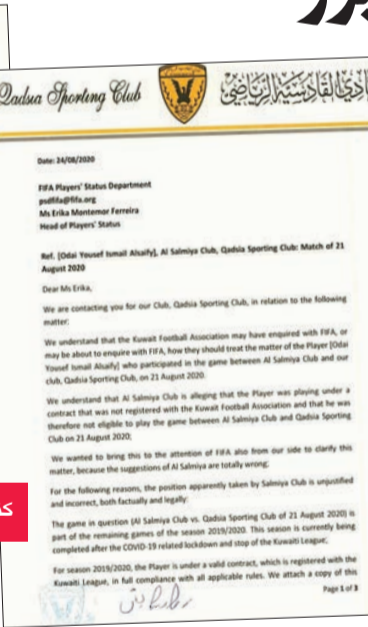 Qadsia Sporting Club
النادي القادسية الرياضي
Date: 24/08/2020
FIFA Players' Status Department
psdfifa@fifa.org
Ms Erika Montemor Ferreira
Head of Players' Status
Ref. [Odai Yousef Ismail Alsaify], Al Salmiya Club, Qadsia Sporting Club: Match of 21
August 2020
Dear Ms Erika,
We are contacting you for our Club, Qadsia Sporting Club, in relation to the following
matter:
We understand that the Kuwait Football Association may have enquired with FIFA, or
may be about to enquire with FIFA, how they should treat the matter of the Player [Odai
Yousef Ismail Alsaify] who participated in the game between Al Salmiya Club and our
club, Qadsia Sporting Club, on 21 August 2020.
We understand that Al Salmiya Club is alleging that the Player was playing under a
contract that was not registered with the Kuwait Football Association and that he was
therefore not eligible to play the game between Al Salmiya Club and Qadsia Sporting
Club on 21 August 2020;
We wanted to bring this to the attention of FIFA also from our side to clarify this
matter, because the suggestions of Al Salmiya are totally wrong;
For the following reasons, the position apparently taken by Salmiya Club is unjustified
and incorrect, both factually and legally:
The game in question (Al Salmiya Club vs. Qadsia Sporting Club of 21 August 2020) is
part of the remaining games of the season 2019/2020. This season is currently being
completed after the COVID-19 related lockdown and stop of the Kuwaiti League;
For season 2019/2020, the Player is under a valid contract, which is registered with the
Kuwaiti League, in full compliance with all applicable rules. We attach a copy of this
Page 1 of 3